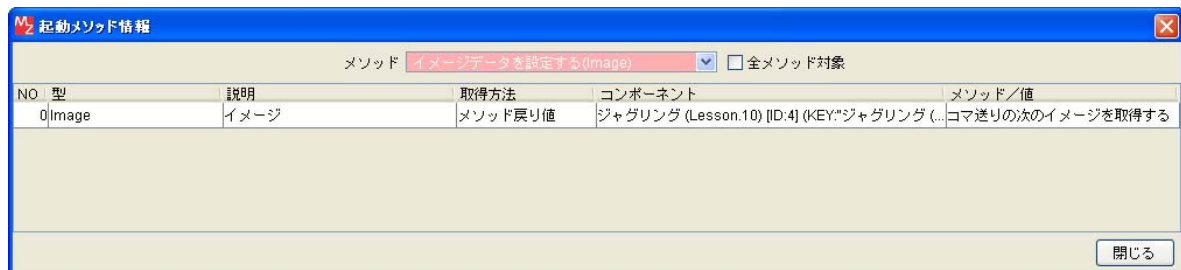 MZ 起動メソッド情報
メソッド イメージデータを設定する(Image) 全メソッド対象
NO 型 説明 取得方法 コンポーネント メソッド／値
0 Image イメージ メソッド戻り値 ジャグリング (Lesson.10) [ID:4] (KEY:"ジャグリング (... コマ送りの次のイメージを取得する
閉じる